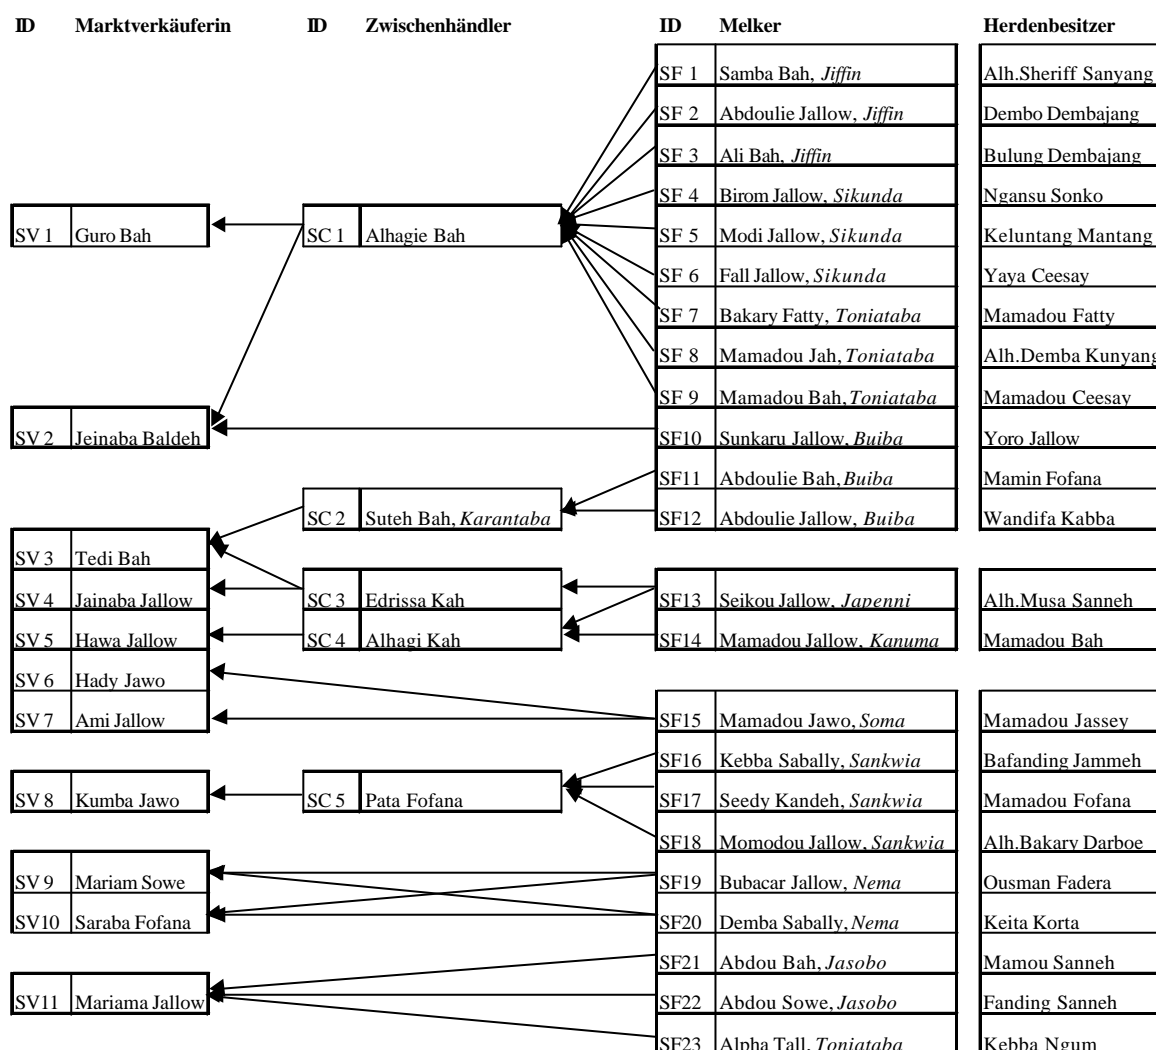 ID Marktverkäuferin ID Zwischenhändler ID Melker Herdenbesitzer
SF 1 Samba Bah, Jiffin Alh.Sheriff Sanyang
SF 2 Abdoulie Jallow, Jiffin Dembo Dembajang
SF 3 Ali Bah, Jiffin Bulung Dembajang
SF 4 Birom Jallow, Sikunda Ngansu Sonko
SV 1 Guro Bah SC 1 Alhagie Bah SF 5 Modi Jallow, Sikunda Keluntang Mantang
SF 6 Fall Jallow, Sikunda Yaya Ceesay
SF 7 Bakary Fatty, Toniataba Mamadou Fatty
SF 8 Mamadou Jah, Toniataba Alh.Demba Kunyang
SF 9 Mamadou Bah, Toniataba Mamadou Ceesay
SV 2 Jeinaba Baldeh SF10 Sunkaru Jallow, Buiba Yoro Jallow
SF11 Abdoulie Bah, Buiba Mamin Fofana
SC 2 Suteh Bah, Karantaba SF12 Abdoulie Jallow, Buiba Wandifa Kabba
SV 3 Tedi Bah
SV 4 Jainaba Jallow SC 3 Edrissa Kah SF13 Seikou Jallow, Japenni Alh.Musa Sanneh
SV 5 Hawa Jallow SC 4 Alhagi Kah SF14 Mamadou Jallow, Kanuma Mamadou Bah
SV 6 Hady Jawo
SV 7 Ami Jallow SF15 Mamadou Jawo, Soma Mamadou Jassey
SF16 Kebba Sabally, Sankwia Bafanding Jammeh
SV 8 Kumba Jawo SC 5 Pata Fofana SF17 Seedy Kandeh, Sankwia Mamadou Fofana
SF18 Momodou Jallow, Sankwia Alh.Bakary Darboe
SV 9 Mariam Sowe SF19 Bubacar Jallow, Nema Ousman Fadera
SV10 Saraba Fofana SF20 Demba Sabally, Nema Keita Korta
SF21 Abdou Bah, Jasobo Mamou Sanneh
SV11 Mariama Jallow SF22 Abdou Sowe, Jasobo Fanding Sanneh
SF23 Alpha Tall, Toniataba Kebba Ngum